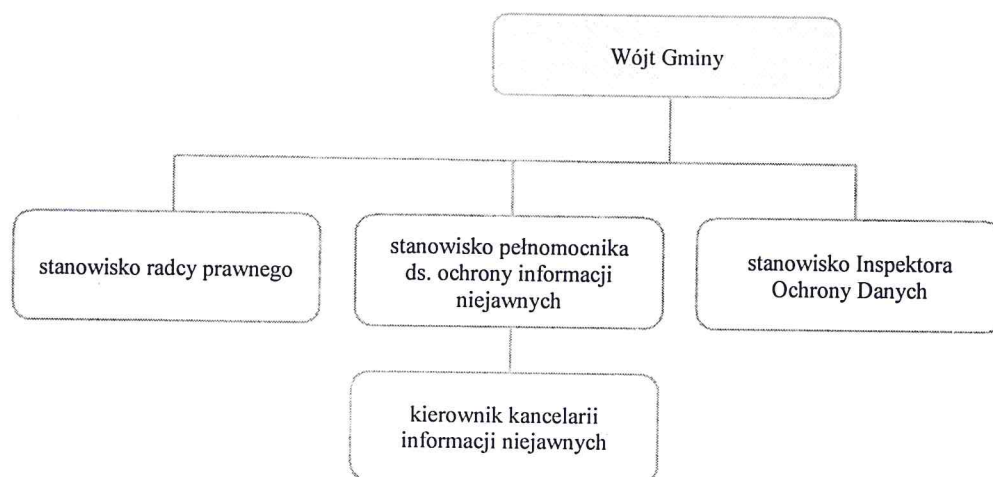 Wójt Gminy
stanowisko radcy prawnego
stanowisko pełnomocnika
ds. ochrony informacji
niejawnych
stanowisko Inspektora
Ochrony Danych
kierownik kancelarii
informacji niejawnych